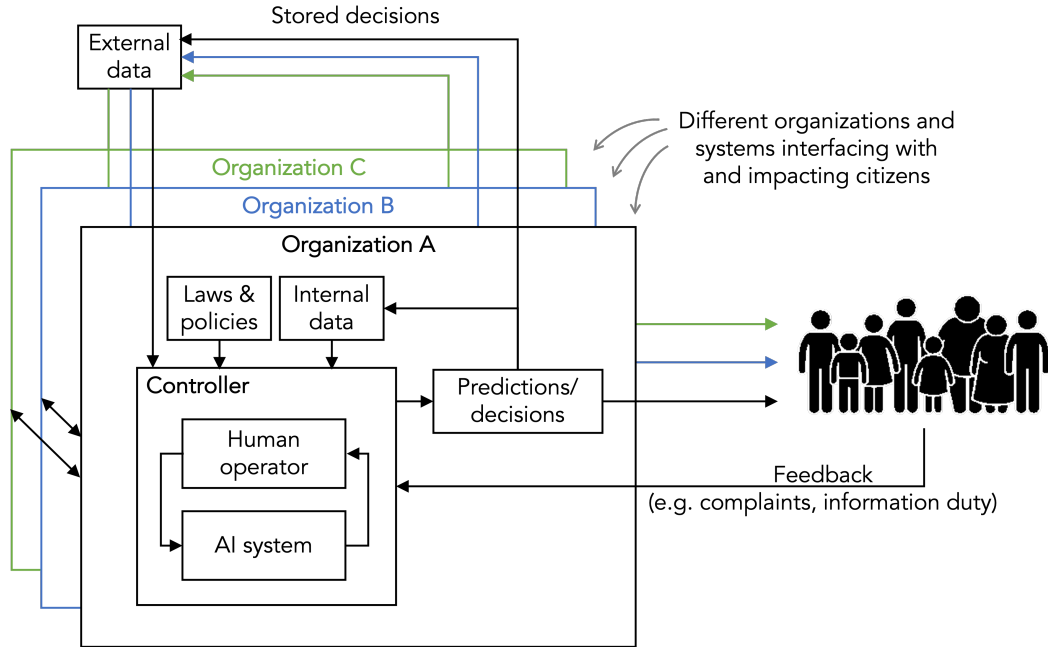 Stored decisions
External
data
Different organizations and
systems interfacing with
and impacting citizens
Organization C
Organization B
Organization A
Laws &
policies
Internal
data
Controller
Predictions/
decisions
Human
operator
AI system
Feedback
(e.g. complaints, information duty)